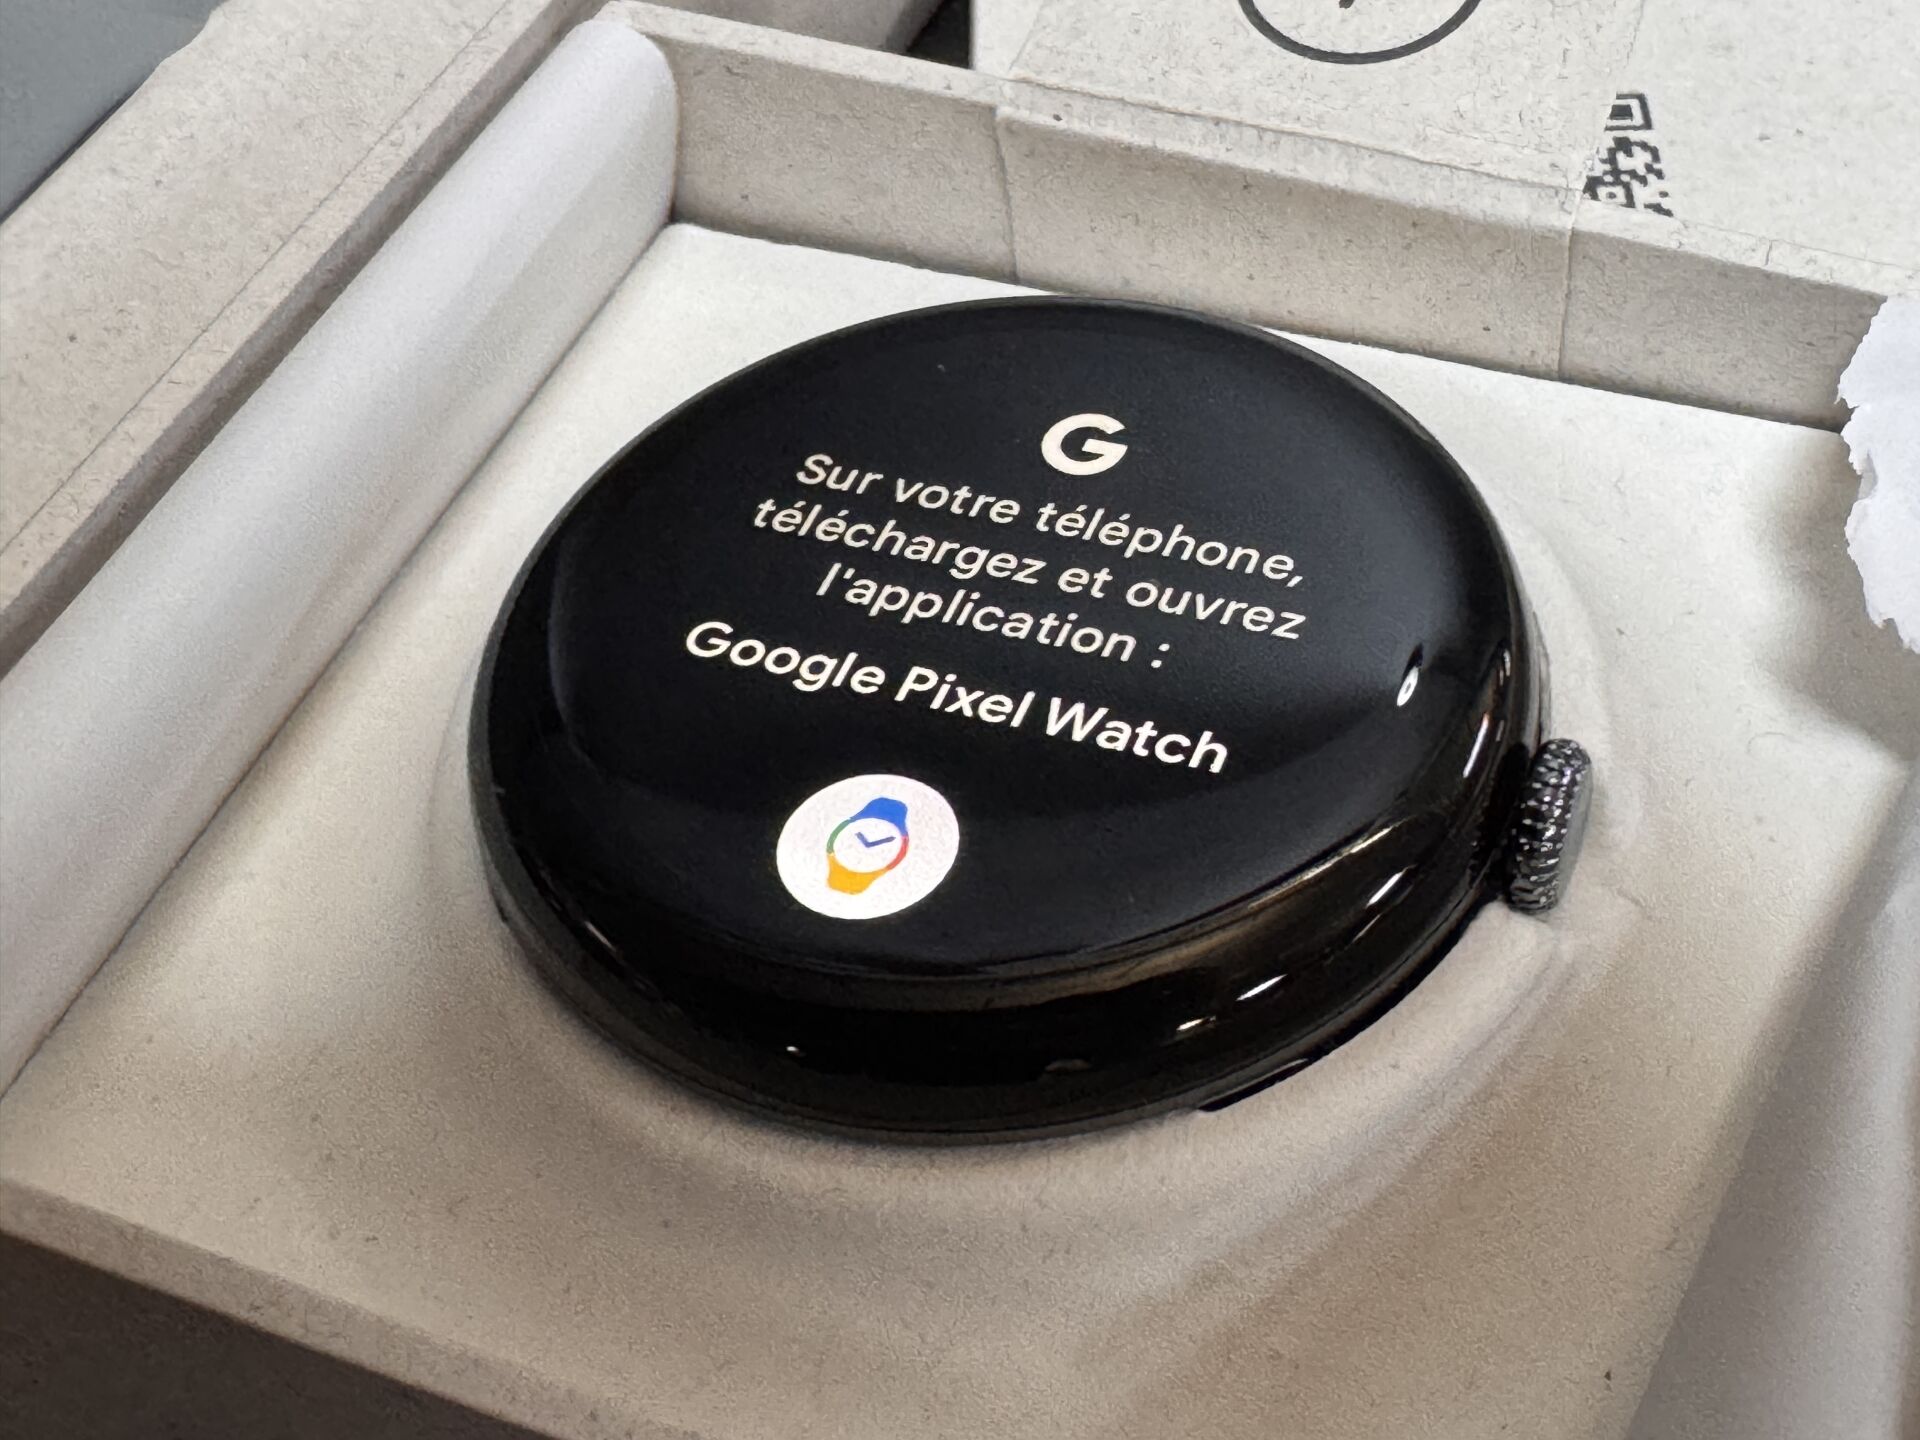 G
Sur votre téléphone,
téléchargez et ouvrez
l'application :
Google Pixel Watch